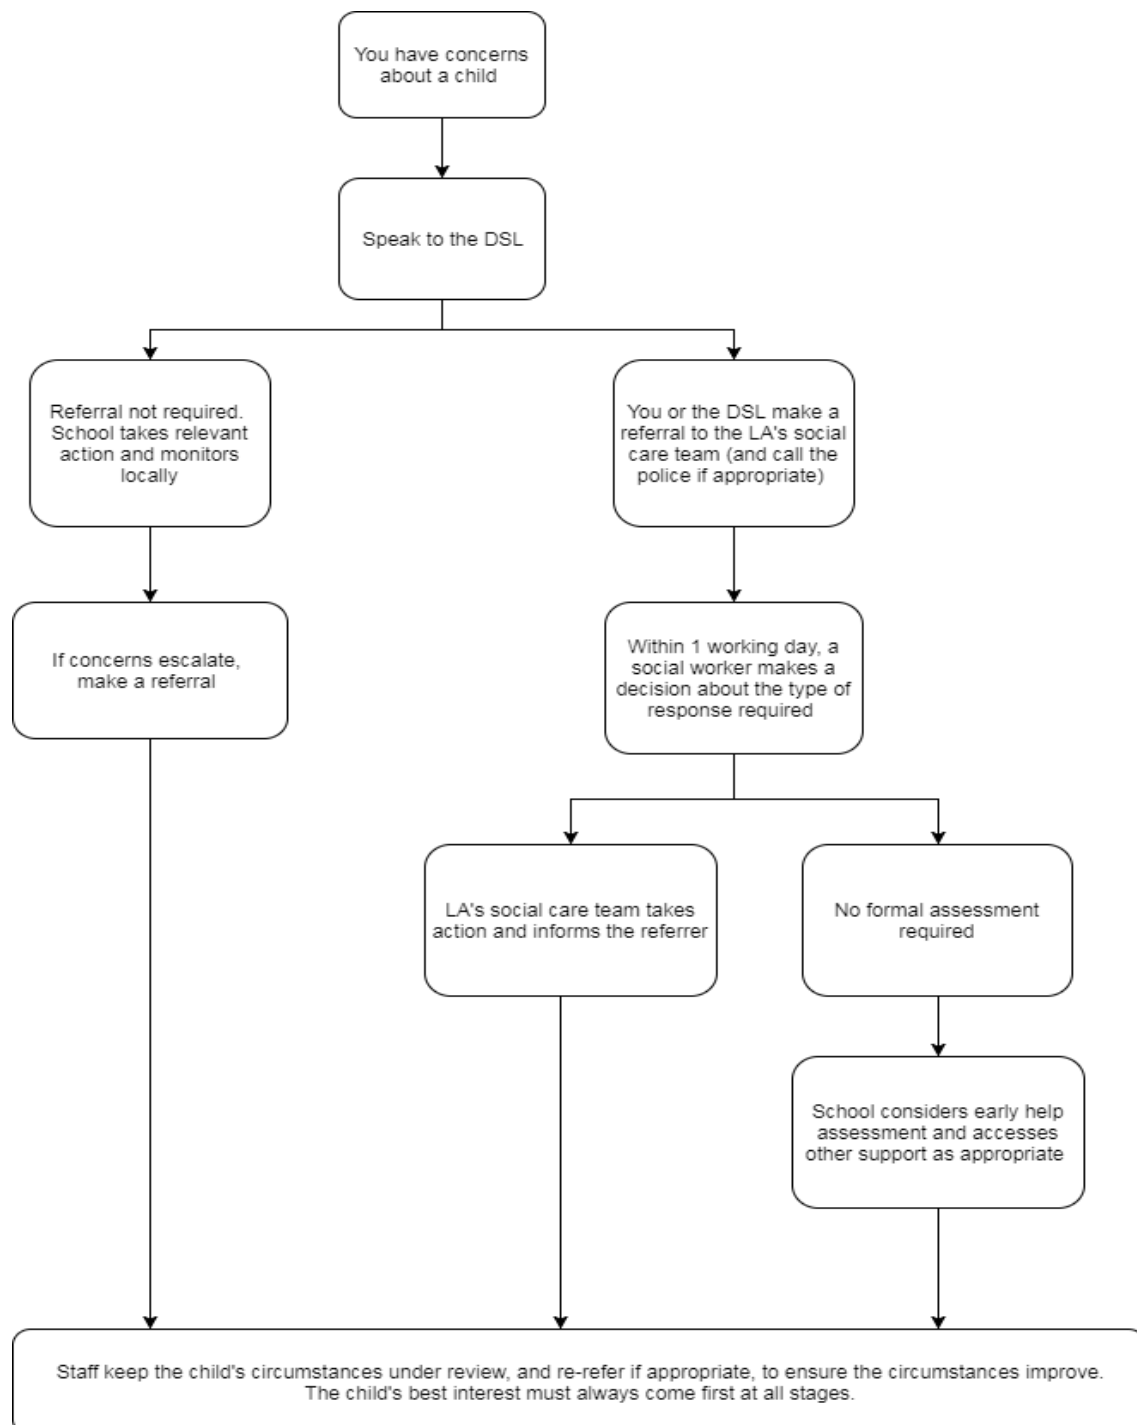 You have concerns
about a child
Speak to the DSL
Referral not required.
School takes relevant
action and monitors
locally
You or the DSL make a
referral to the LA's social
care team (and call the
police if appropriate)
If concerns escalate,
make a referral
Within 1 working day, a
social worker makes a
decision about the type of
response required
LA's social care team takes
action and informs the referrer
No formal assessment
required
School considers early help
assessment and accesses
other support as appropriate
Staff keep the child's circumstances under review, and re-refer if appropriate, to ensure the circumstances improve.
The child's best interest must always come first at all stages.